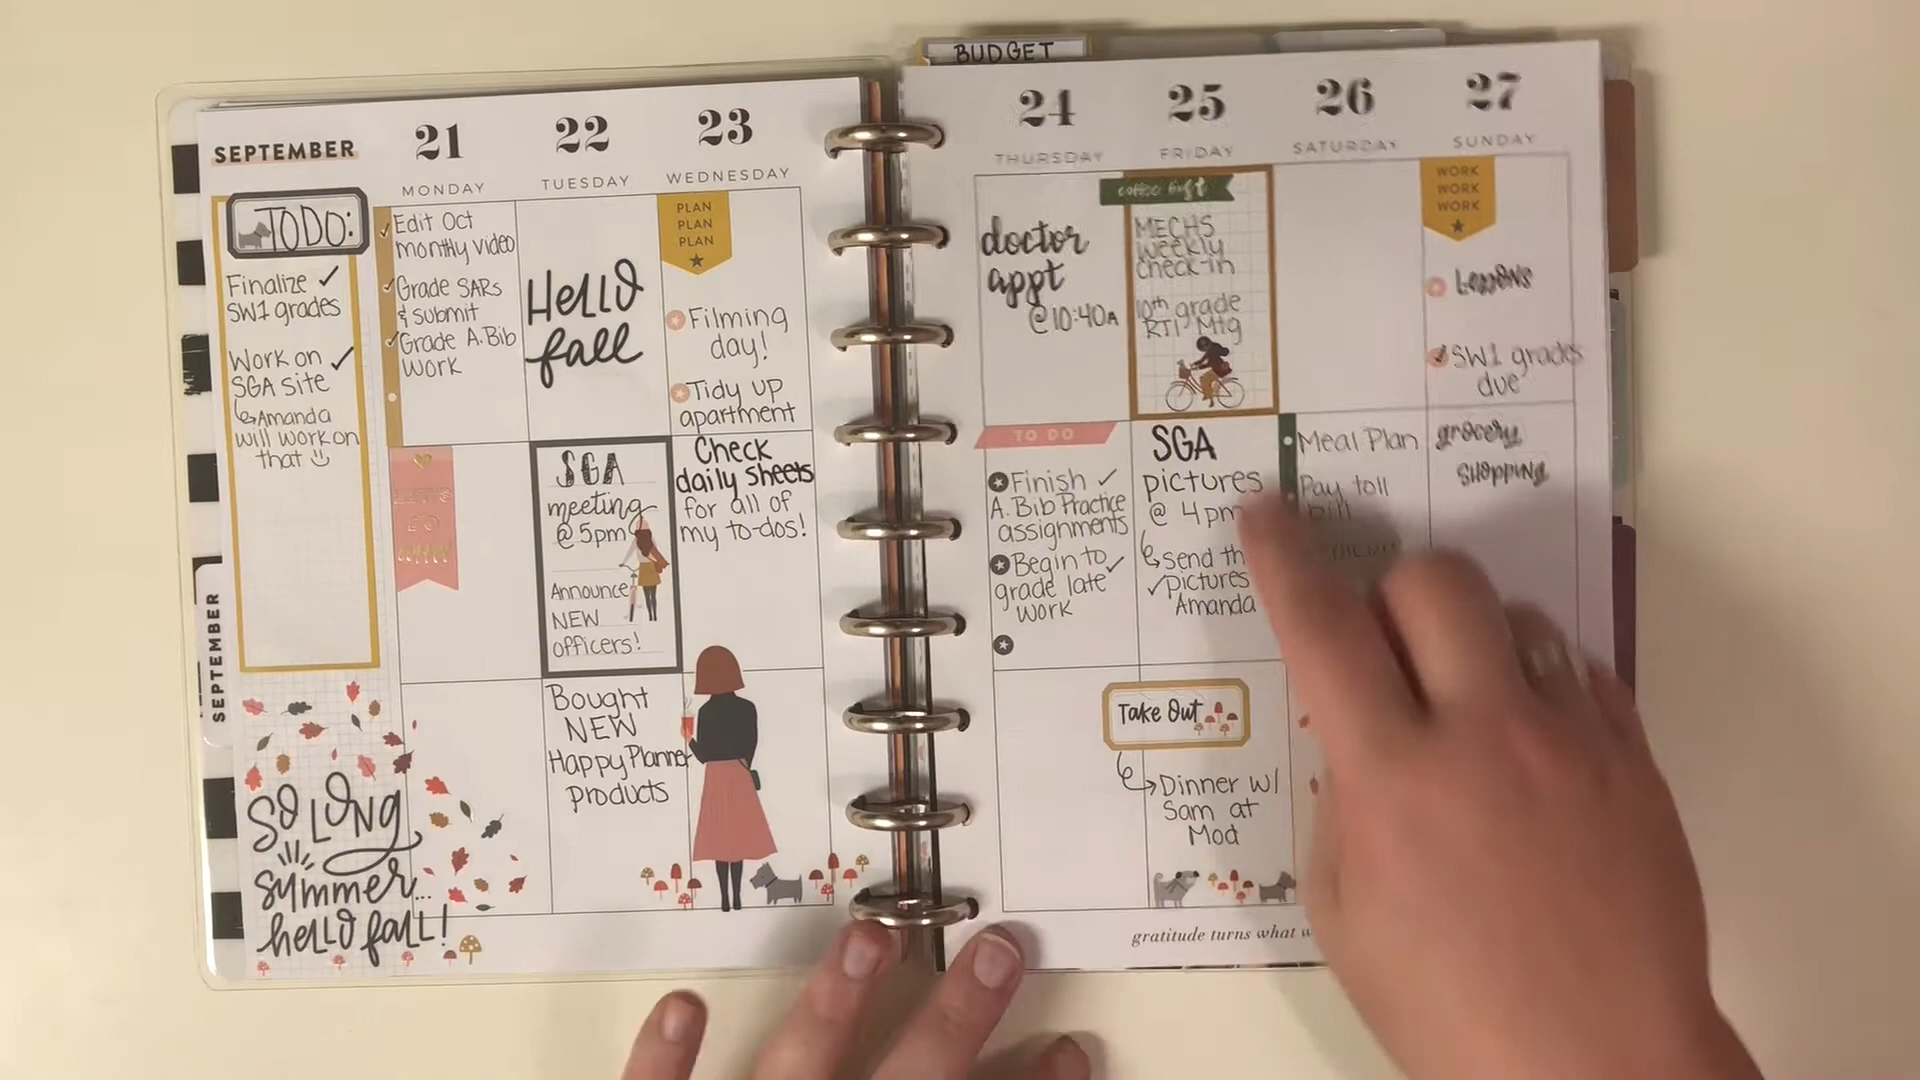 BUDGET
SEPTEMBER
21
MONDAY
22
TUESDAY
23
WEDNESDAY
24
THURSDAY
25
FRIDAY
26
SATURDAY
27
SUNDAY
TODO:
Finalize ✓
SW1 grades
Work on ✓
SGA site
↳Amanda
will work on
that
SEPTEMBER
SO LONG
summer...
hello fall!
✓Edit Oct
monthly video
✓Grade SARs
& submit
✓Grade A.Bib
work
LET'S
DO
Hello
fall
SGA
meeting
@5pm
Announce
NEW
officers!
Bought
NEW
Happy Planner
products
PLAN
PLAN
PLAN
Filming
day!
Tidy up
apartment
Check
daily sheets
for all of
my to-dos!
doctor
appt
@10:40A
TO DO
Finish ✓
A. Bib Practice
assignments
Begin to ✓
grade late
work
coffee first
MECHS
weekly
check-in
10th grade
RTI Mtg
SGA
pictures
@ 4pm
↳send th
✓pictures
Amanda
Take Out
↳Dinner w/
Sam at
Mod
gratitude turns what w
Meal Plan
Pay toll
bill
WORK
WORK
WORK
Lessons
✓SW1 grades
due
grocery
shopping